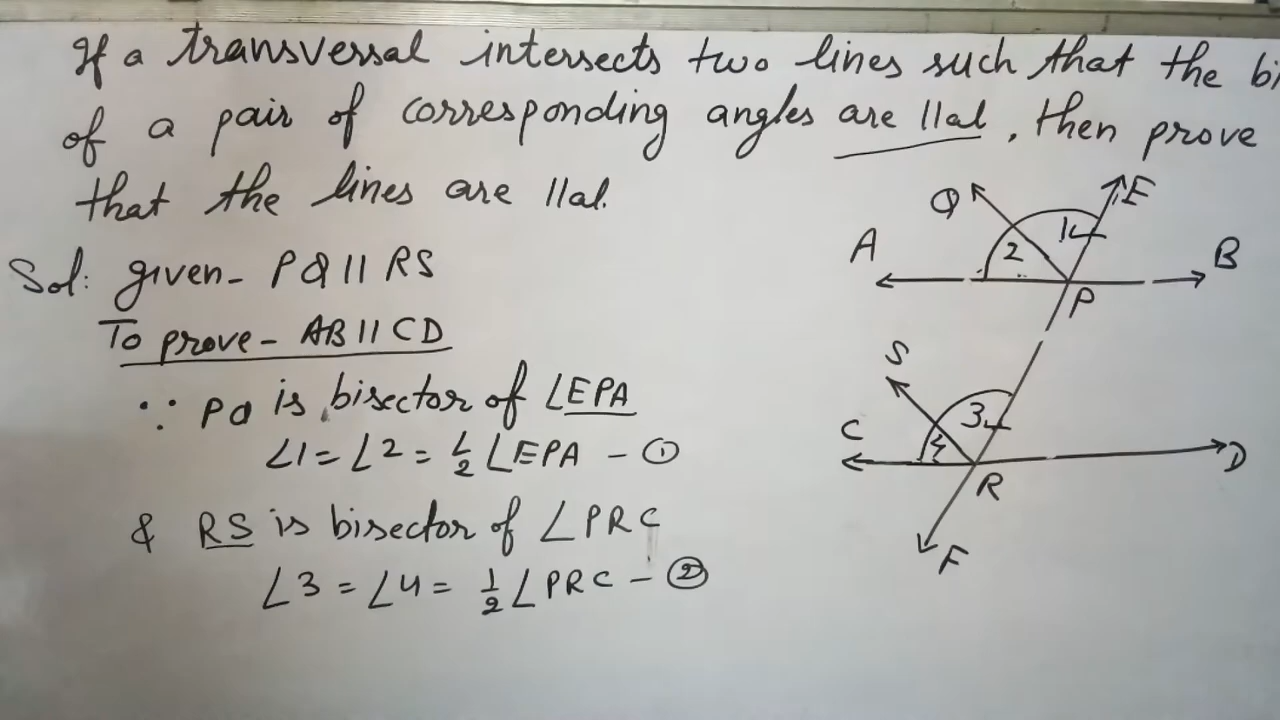 If a transversal intersects two lines such that the
of a pair of corresponding angles are ||al, then prove
that the lines are ||al.
Sol: given- PQ || RS
To prove- AB || CD
∵ PQ is bisector of ∠EPA
∠1 = ∠2 = 1/2 ∠EPA - ①
& RS is bisector of ∠PRC
∠3 = ∠4 = 1/2 ∠PRC - ②
Q E
A 2 1 B
P
S
C 4 3 D
R
F